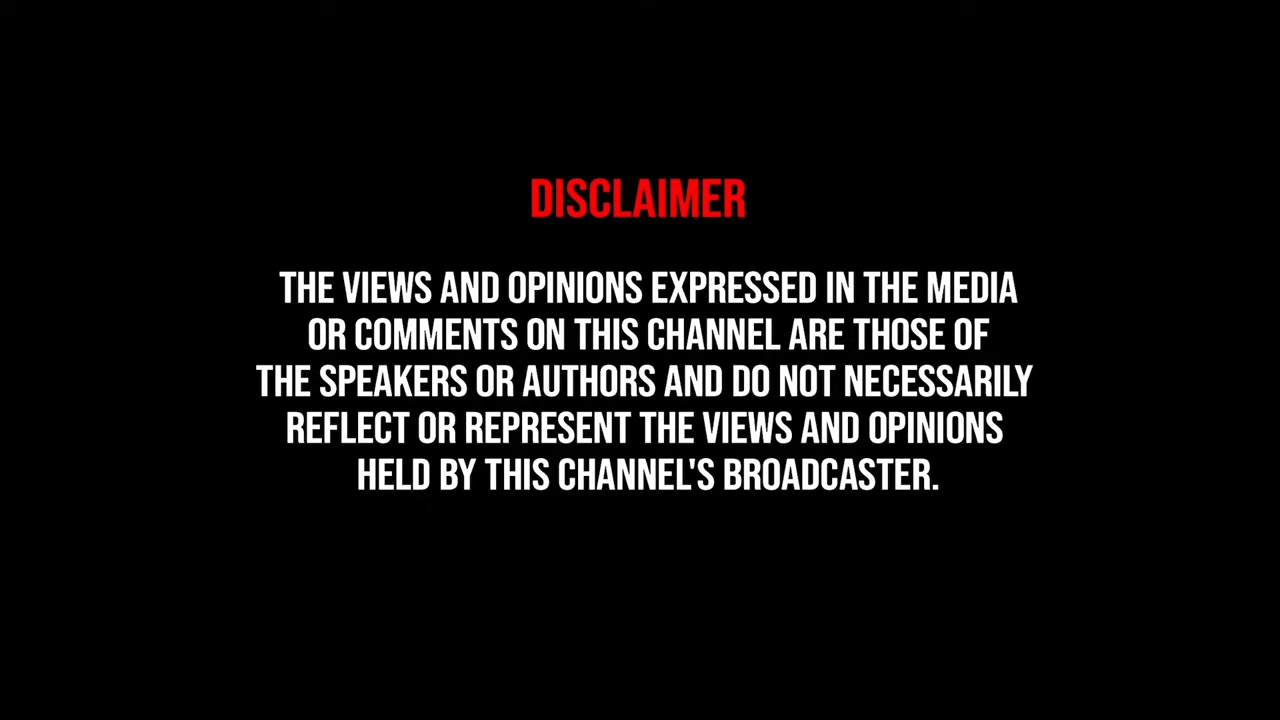 DISCLAIMER
THE VIEWS AND OPINIONS EXPRESSED IN THE MEDIA
OR COMMENTS ON THIS CHANNEL ARE THOSE OF
THE SPEAKERS OR AUTHORS AND DO NOT NECESSARILY
REFLECT OR REPRESENT THE VIEWS AND OPINIONS
HELD BY THIS CHANNEL'S BROADCASTER.